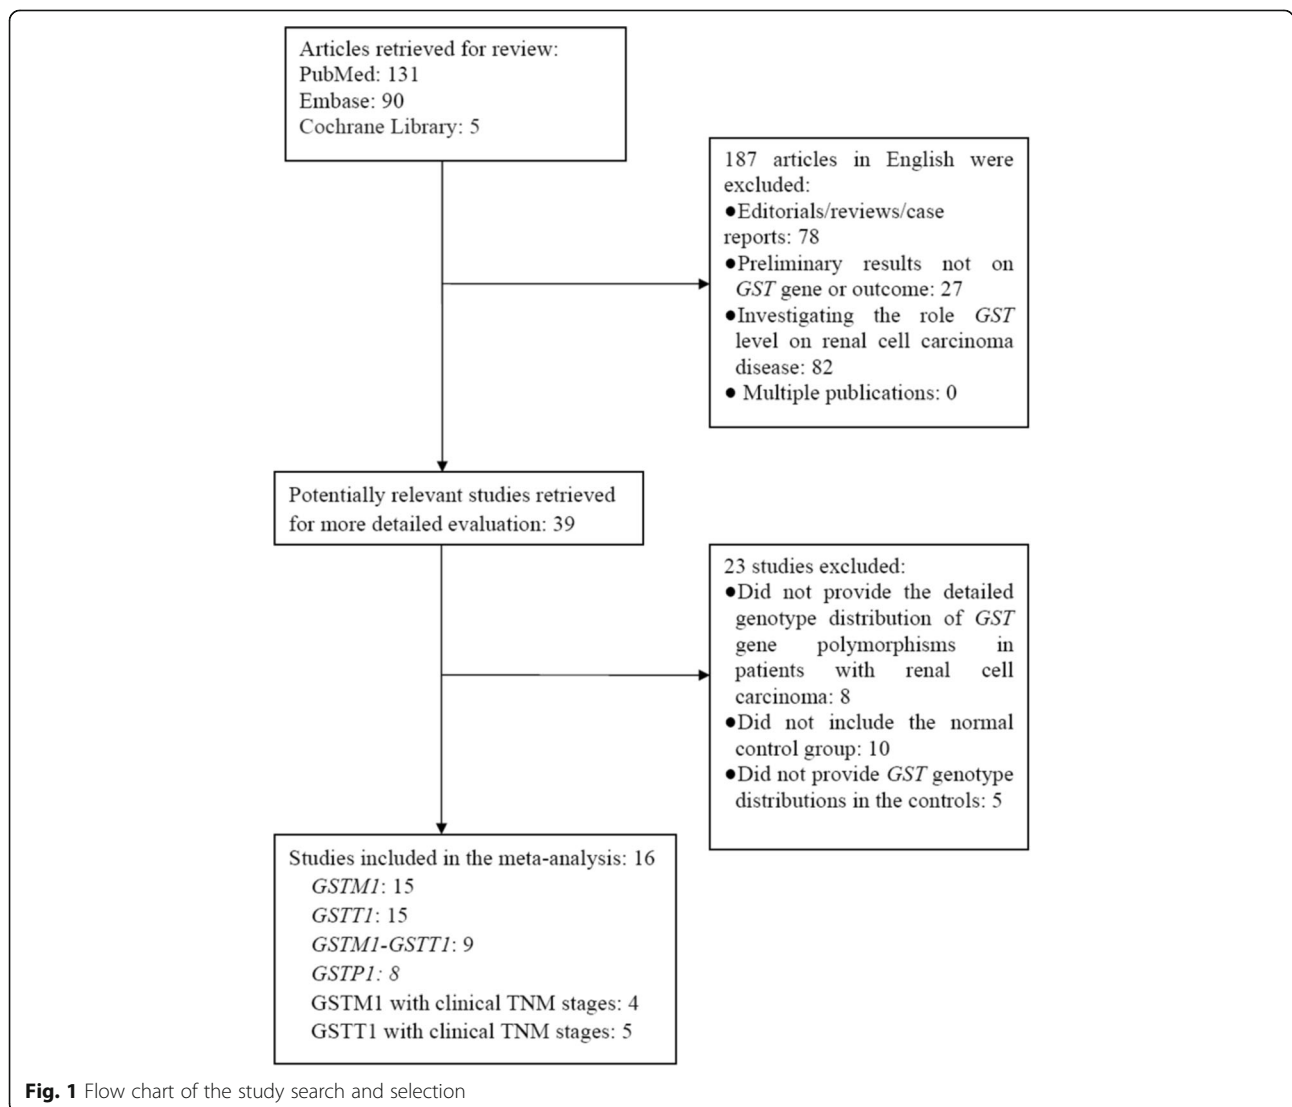 Articles retrieved for review:
PubMed: 131
Embase: 90
Cochrane Library: 5
187 articles in English were
excluded:
●Editorials/reviews/case
reports: 78
●Preliminary results not on
GST gene or outcome: 27
●Investigating the role GST
level on renal cell carcinoma
disease: 82
● Multiple publications: 0
Potentially relevant studies retrieved
for more detailed evaluation: 39
23 studies excluded:
●Did not provide the detailed
genotype distribution of GST
gene polymorphisms in
patients with renal cell
carcinoma: 8
●Did not include the normal
control group: 10
●Did not provide GST genotype
distributions in the controls: 5
Studies included in the meta-analysis: 16
GSTM1: 15
GSTT1: 15
GSTM1-GSTT1: 9
GSTP1: 8
GSTM1 with clinical TNM stages: 4
GSTT1 with clinical TNM stages: 5
Fig. 1 Flow chart of the study search and selection